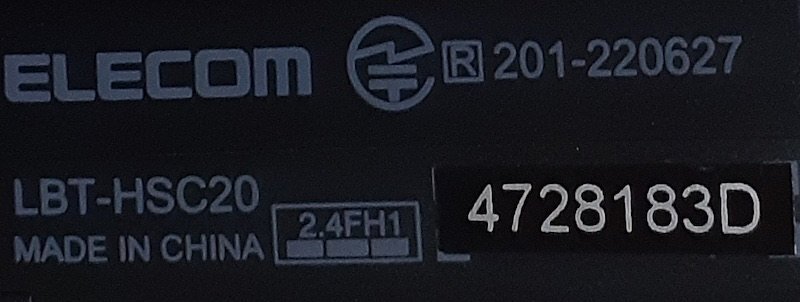 ELECOM R 201-220627
LBT-HSC20
2.4FH1
4728183D
MADE IN CHINA